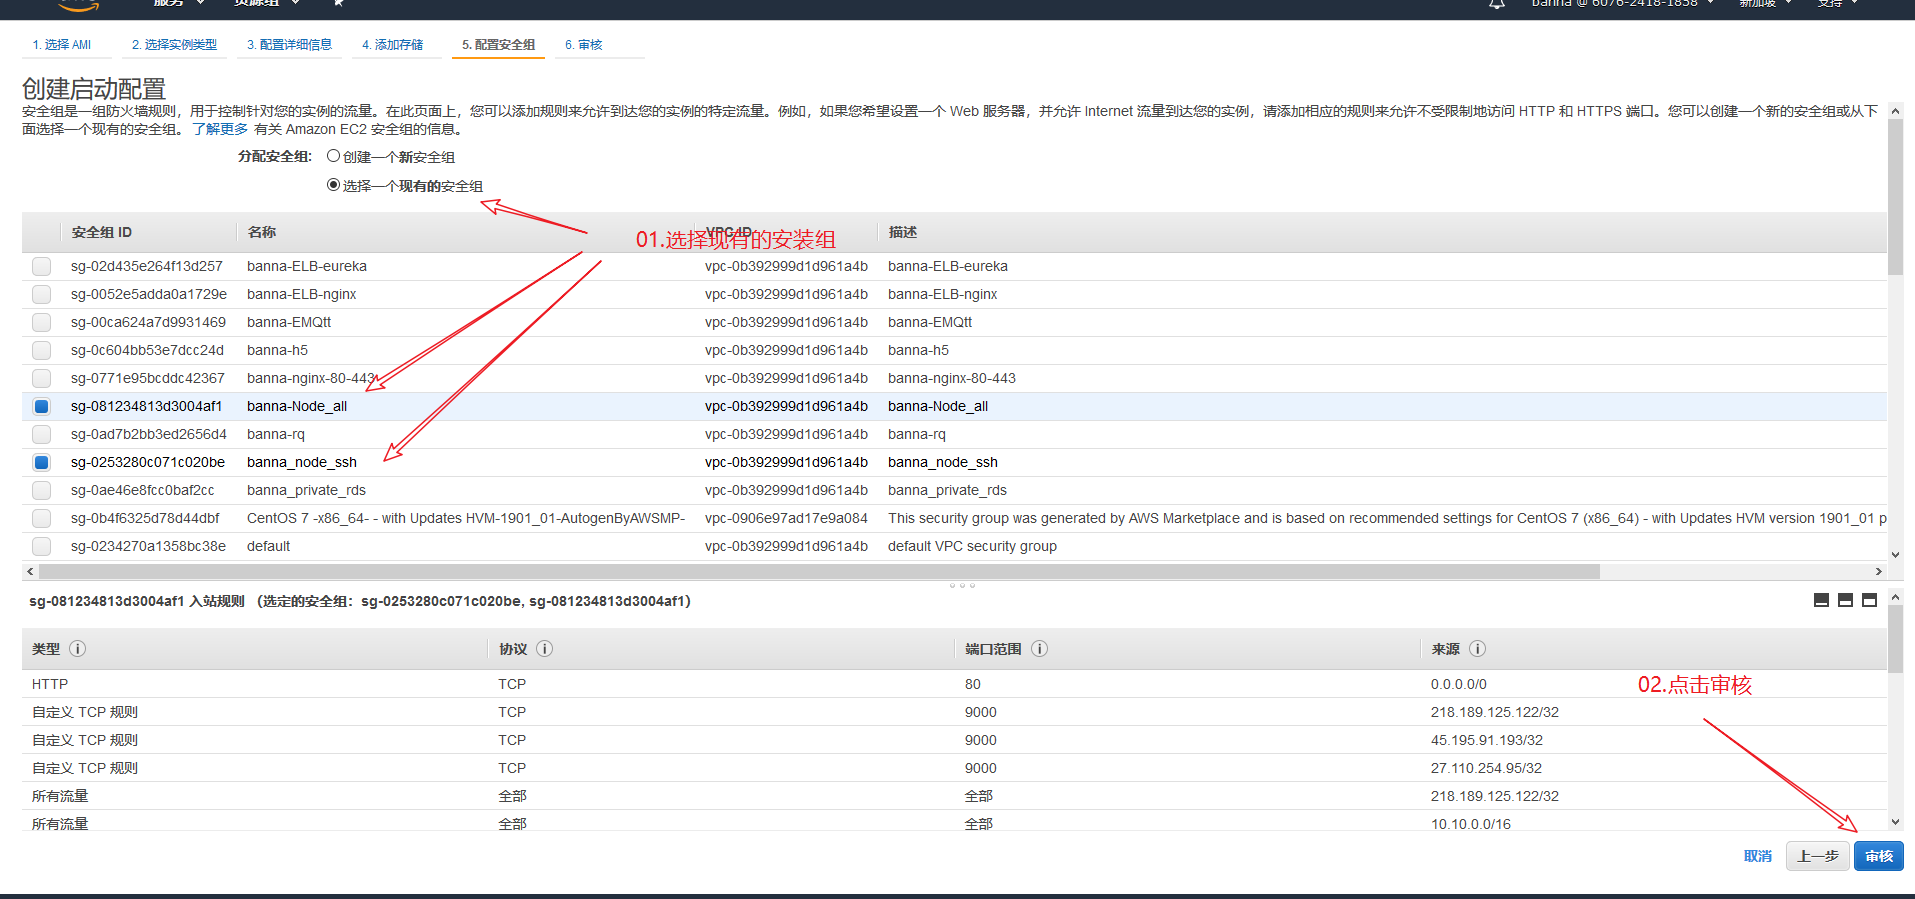 服务 资源组 banna @ 6076-2418-1858 新加坡 支持
1. 选择 AMI 2. 选择实例类型 3. 配置详细信息 4. 添加存储 5. 配置安全组 6. 审核
创建启动配置
安全组是一组防火墙规则，用于控制针对您的实例的流量。在此页面上，您可以添加规则来允许到达您的实例的特定流量。例如，如果您希望设置一个 Web 服务器，并允许 Internet 流量到达您的实例，请添加相应的规则来允许不受限制地访问 HTTP 和 HTTPS 端口。您可以创建一个新的安全组或从下
面选择一个现有的安全组。 了解更多 有关 Amazon EC2 安全组的信息。
分配安全组: 创建一个新安全组
选择一个现有的安全组
安全组 ID 名称 VPC ID 描述
01.选择现有的安装组
sg-02d435e264f13d257 banna-ELB-eureka vpc-0b392999d1d961a4b banna-ELB-eureka
sg-0052e5adda0a1729e banna-ELB-nginx vpc-0b392999d1d961a4b banna-ELB-nginx
sg-00ca624a7d9931469 banna-EMQtt vpc-0b392999d1d961a4b banna-EMQtt
sg-0c604bb53e7dcc24d banna-h5 vpc-0b392999d1d961a4b banna-h5
sg-0771e95bcddc42367 banna-nginx-80-443 vpc-0b392999d1d961a4b banna-nginx-80-443
sg-081234813d3004af1 banna-Node_all vpc-0b392999d1d961a4b banna-Node_all
sg-0ad7b2bb3ed2656d4 banna-rq vpc-0b392999d1d961a4b banna-rq
sg-0253280c071c020be banna_node_ssh vpc-0b392999d1d961a4b banna_node_ssh
sg-0ae46e8fcc0baf2cc banna_private_rds vpc-0b392999d1d961a4b banna_private_rds
sg-0b4f6325d78d44dbf CentOS 7 -x86_64- - with Updates HVM-1901_01-AutogenByAWSMP- vpc-0906e97ad17e9a084 This security group was generated by AWS Marketplace and is based on recommended settings for CentOS 7 (x86_64) - with Updates HVM version 1901_01 p
sg-0234270a1358bc38e default vpc-0b392999d1d961a4b default VPC security group
sg-081234813d3004af1 入站规则 （选定的安全组：sg-0253280c071c020be, sg-081234813d3004af1）
类型 协议 端口范围 来源
HTTP TCP 80 0.0.0.0/0
02.点击审核
自定义 TCP 规则 TCP 9000 218.189.125.122/32
自定义 TCP 规则 TCP 9000 45.195.91.193/32
自定义 TCP 规则 TCP 9000 27.110.254.95/32
所有流量 全部 全部 218.189.125.122/32
所有流量 全部 全部 10.10.0.0/16
取消 上一步 审核